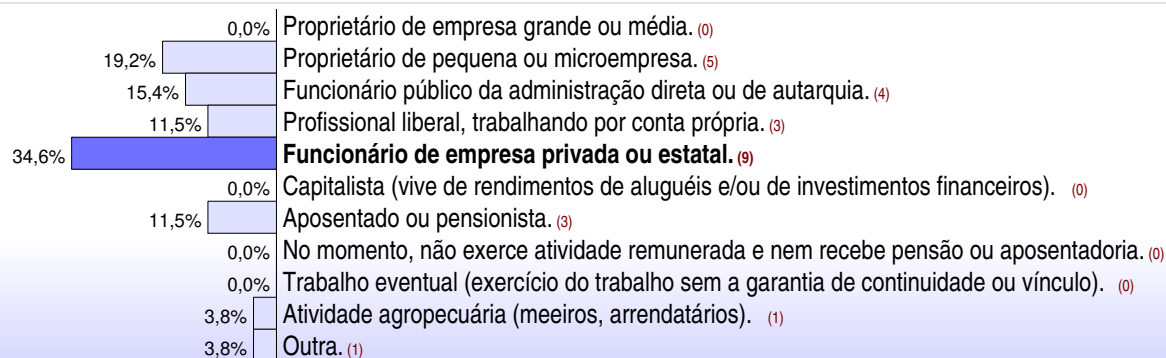 0,0% Proprietário de empresa grande ou média. (0)
19,2% Proprietário de pequena ou microempresa. (5)
15,4% Funcionário público da administração direta ou de autarquia. (4)
11,5% Profissional liberal, trabalhando por conta própria. (3)
34,6% Funcionário de empresa privada ou estatal. (9)
0,0% Capitalista (vive de rendimentos de aluguéis e/ou de investimentos financeiros). (0)
11,5% Aposentado ou pensionista. (3)
0,0% No momento, não exerce atividade remunerada e nem recebe pensão ou aposentadoria. (0)
0,0% Trabalho eventual (exercício do trabalho sem a garantia de continuidade ou vínculo). (0)
3,8% Atividade agropecuária (meeiros, arrendatários). (1)
3,8% Outra. (1)